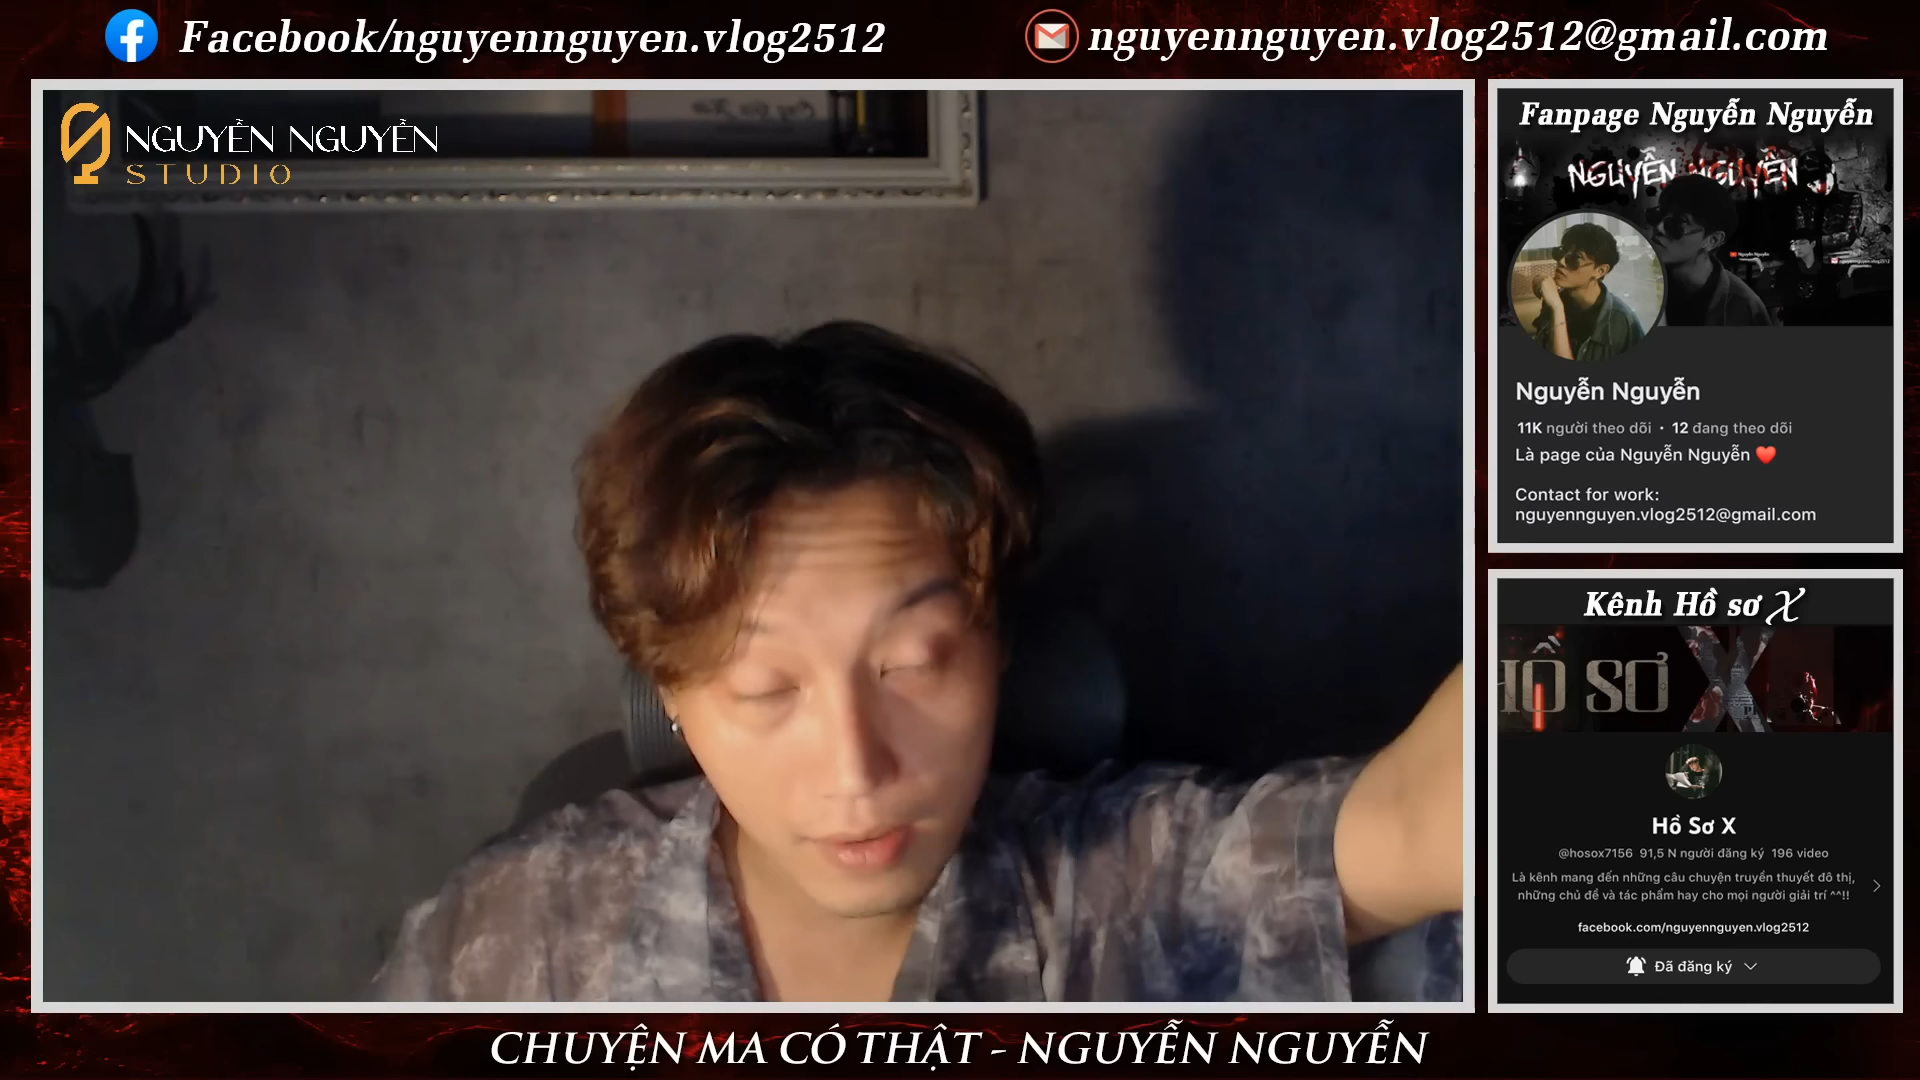 Facebook/nguyennguyen.vlog2512
nguyennguyen.vlog2512@gmail.com
NGUYỄN NGUYỄN
STUDIO
Fanpage Nguyễn Nguyễn
NGUYỄN NGUYỄN
Nguyễn Nguyễn
11K người theo dõi · 12 đang theo dõi
Là page của Nguyễn Nguyễn ❤️
Contact for work:
nguyennguyen.vlog2512@gmail.com
Kênh Hồ sơ X
HỒ SƠ X
Hồ Sơ X
@hosox7156 91,5 N người đăng ký 196 video
Là kênh mang đến những câu chuyện truyền thuyết đô thị,
những chủ đề và tác phẩm hay cho mọi người giải trí ^^!!
facebook.com/nguyennguyen.vlog2512
Đã đăng ký
CHUYỆN MA CÓ THẬT - NGUYỄN NGUYỄN